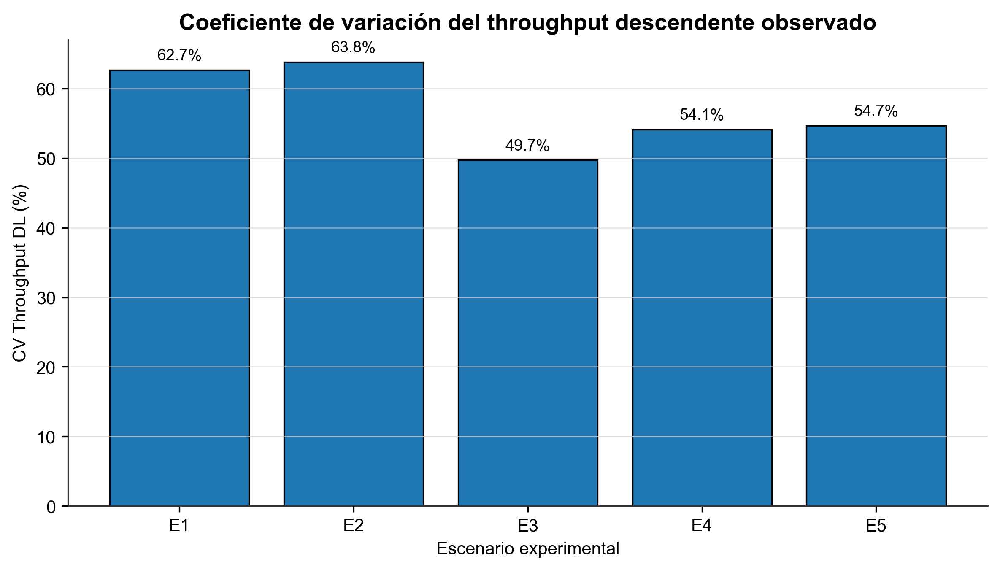 Coeficiente de variación del throughput descendente observado
CV Throughput DL (%)
60
50
40
30
20
10
0
62.7%
63.8%
49.7%
54.1%
54.7%
E1
E2
E3
E4
E5
Escenario experimental